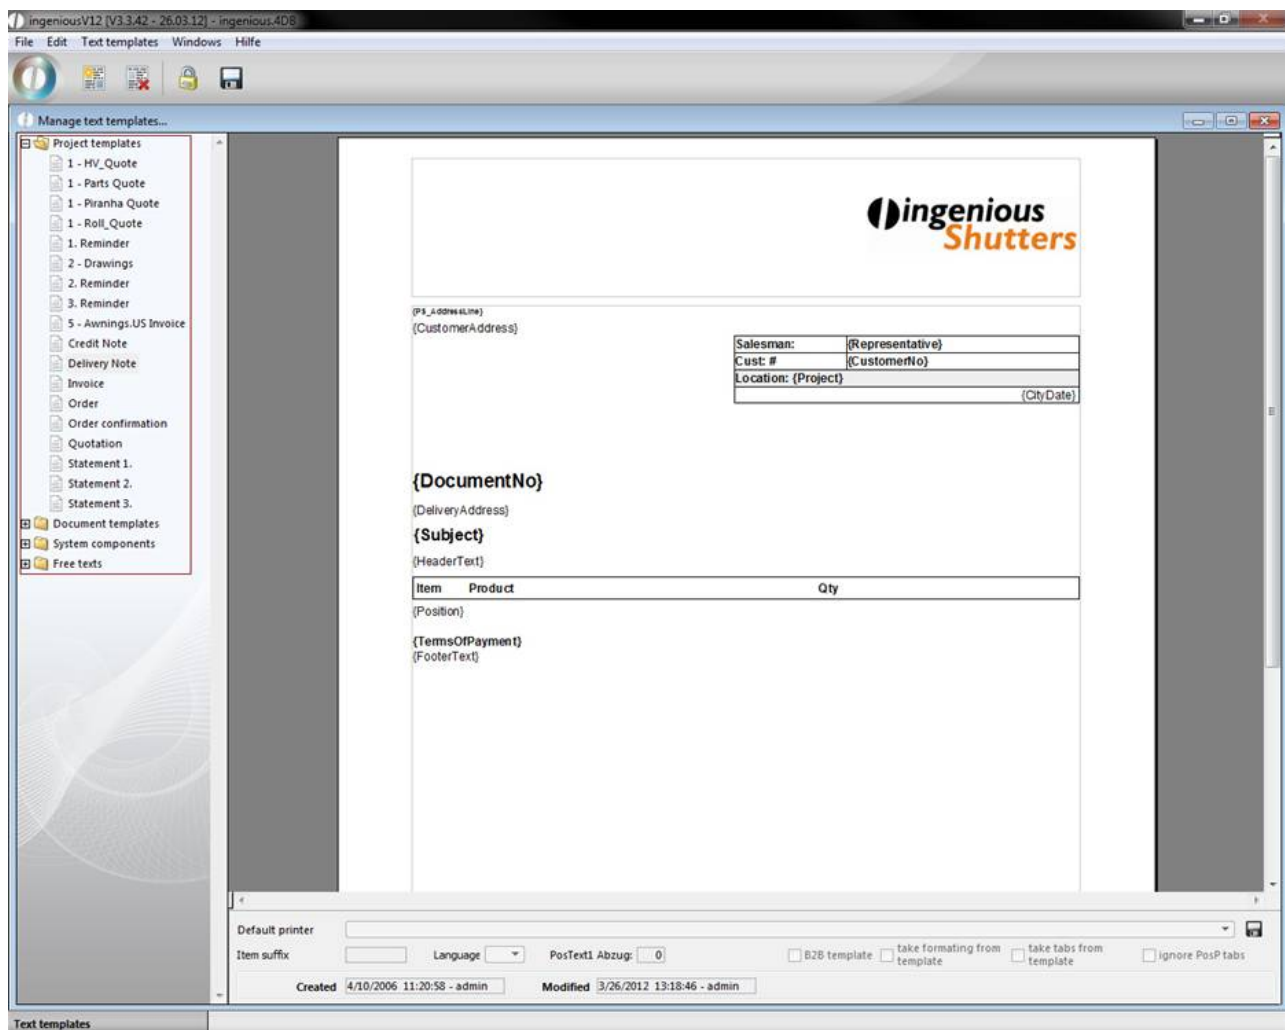 ingeniousV12 [V3.3.42 - 26.03.12] - ingenious.4DB
File Edit Text templates Windows Hilfe
Manage text templates...
Project templates
1 - HV_Quote
1 - Parts Quote
1 - Piranha Quote
1 - Roll_Quote
1. Reminder
2 - Drawings
2. Reminder
3. Reminder
5 - Awnings.US Invoice
Credit Note
Delivery Note
Invoice
Order
Order confirmation
Quotation
Statement 1.
Statement 2.
Statement 3.
Document templates
System components
Free texts
ingenious
Shutters
{PS_AddressLine}
{CustomerAddress}
Salesman: {Representative}
Cust: # {CustomerNo}
Location: {Project}
{CityDate}
{DocumentNo}
{DeliveryAddress}
{Subject}
{HeaderText}
Item Product Qty
{Position}
{TermsOfPayment}
{FooterText}
Default printer
Item suffix Language PosText1 Abzug: 0 B2B template take formating from template take tabs from template ignore PosP tabs
Created 4/10/2006 11:20:58 - admin Modified 3/26/2012 13:18:46 - admin
Text templates